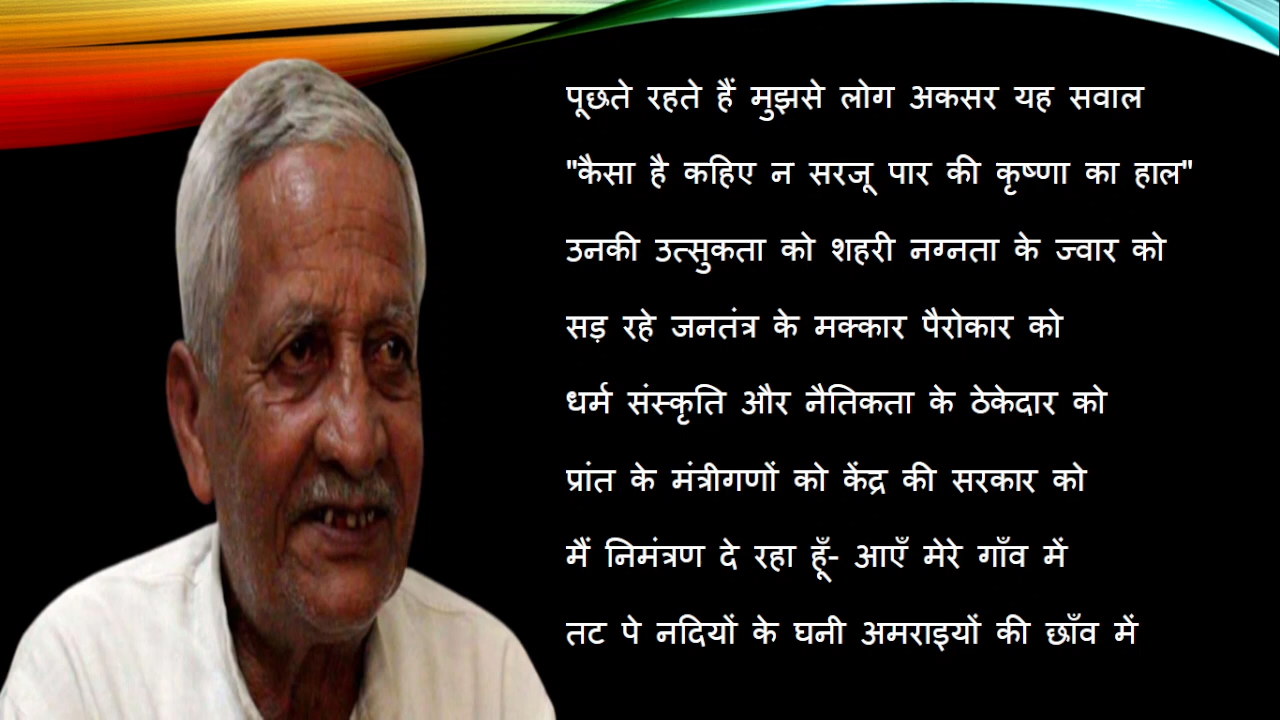 पूछते रहते हैं मुझसे लोग अकसर यह सवाल
"कैसा है कहिए न सरजू पार की कृष्णा का हाल"
उनकी उत्सुकता को शहरी नग्नता के ज्वार को
सड़ रहे जनतंत्र के मक्कार पैरोकार को
धर्म संस्कृति और नैतिकता के ठेकेदार को
प्रांत के मंत्रीगणों को केंद्र की सरकार को
मैं निमंत्रण दे रहा हूँ- आएँ मेरे गाँव में
तट पे नदियों के घनी अमराइयों की छाँव में